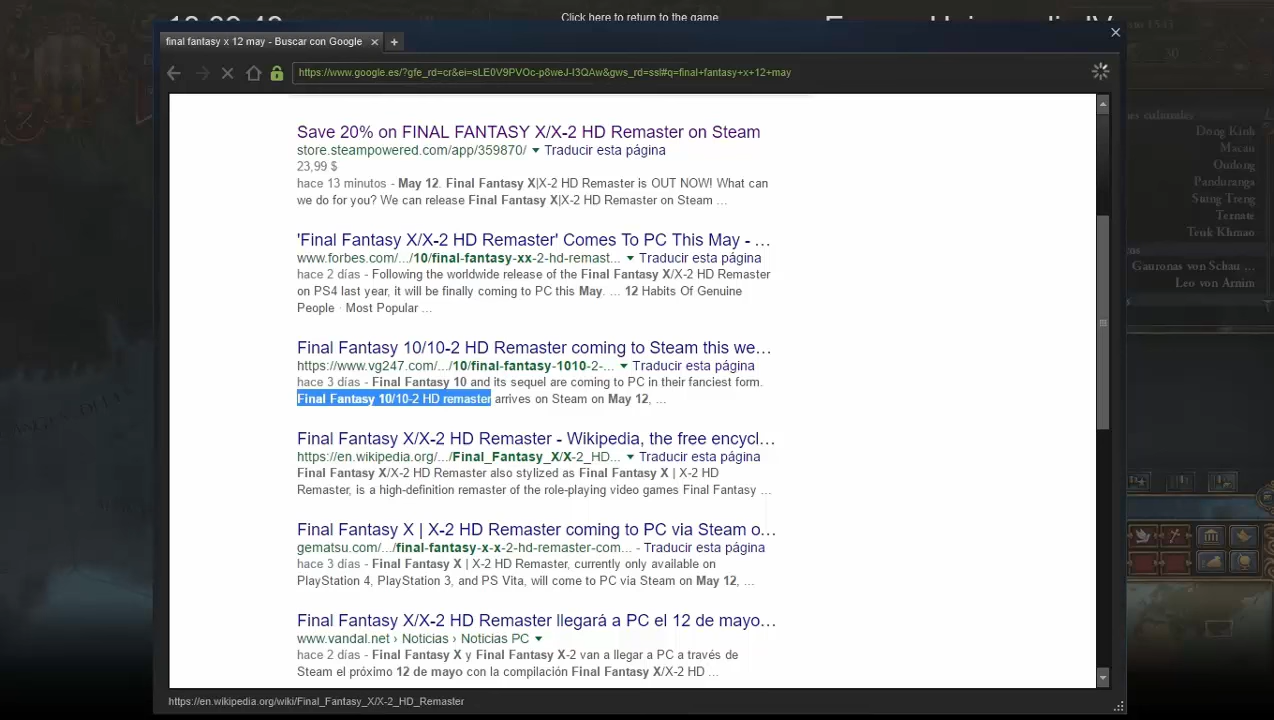 Click here to return to the game
final fantasy x 12 may - Buscar con Google
https://www.google.es/?gfe_rd=cr&ei=sLE0V9PVOc-p8weJ-I3QAw&gws_rd=ssl#q=final+fantasy+x+12+may
30
Save 20% on FINAL FANTASY X/X-2 HD Remaster on Steam
store.steampowered.com/app/359870/ Traducir esta página
23,99 $
hace 13 minutos - May 12. Final Fantasy X|X-2 HD Remaster is OUT NOW! What can
we do for you? We can release Final Fantasy X|X-2 HD Remaster on Steam ...
'Final Fantasy X/X-2 HD Remaster' Comes To PC This May - ...
www.forbes.com/.../10/final-fantasy-xx-2-hd-remast... Traducir esta página
hace 2 días - Following the worldwide release of the Final Fantasy X/X-2 HD Remaster
on PS4 last year, it will be finally coming to PC this May. ... 12 Habits Of Genuine
People · Most Popular ...
Final Fantasy 10/10-2 HD Remaster coming to Steam this we...
https://www.vg247.com/.../10/final-fantasy-1010-2-... Traducir esta página
hace 3 días - Final Fantasy 10 and its sequel are coming to PC in their fanciest form.
Final Fantasy 10/10-2 HD remaster arrives on Steam on May 12, ...
Final Fantasy X/X-2 HD Remaster - Wikipedia, the free encycl...
https://en.wikipedia.org/.../Final_Fantasy_X/X-2_HD... Traducir esta página
Final Fantasy X/X-2 HD Remaster also stylized as Final Fantasy X | X-2 HD
Remaster, is a high-definition remaster of the role-playing video games Final Fantasy ...
Final Fantasy X | X-2 HD Remaster coming to PC via Steam o...
gematsu.com/.../final-fantasy-x-x-2-hd-remaster-com... - Traducir esta página
hace 3 días - Final Fantasy X | X-2 HD Remaster, currently only available on
PlayStation 4, PlayStation 3, and PS Vita, will come to PC via Steam on May 12, ...
Final Fantasy X/X-2 HD Remaster llegará a PC el 12 de mayo...
www.vandal.net › Noticias › Noticias PC
hace 2 días - Final Fantasy X y Final Fantasy X-2 van a llegar a PC a través de
Steam el próximo 12 de mayo con la compilación Final Fantasy X/X-2 HD ...
https://en.wikipedia.org/wiki/Final_Fantasy_X/X-2_HD_Remaster
Dong Kinh
Macau
Oudong
Panduranga
Stung Treng
Ternate
Teuk Khmao
Gauronas von Schau ...
Leo von Arnim